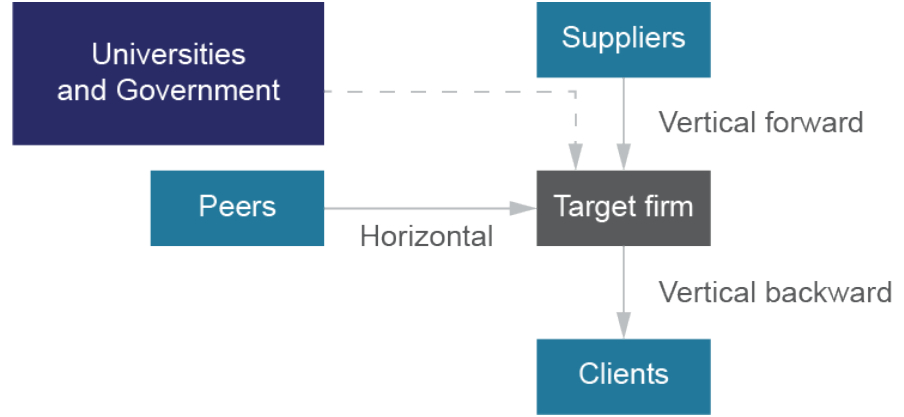 Universities
and Government
Suppliers
Vertical forward
Peers
Horizontal
Target firm
Vertical backward
Clients